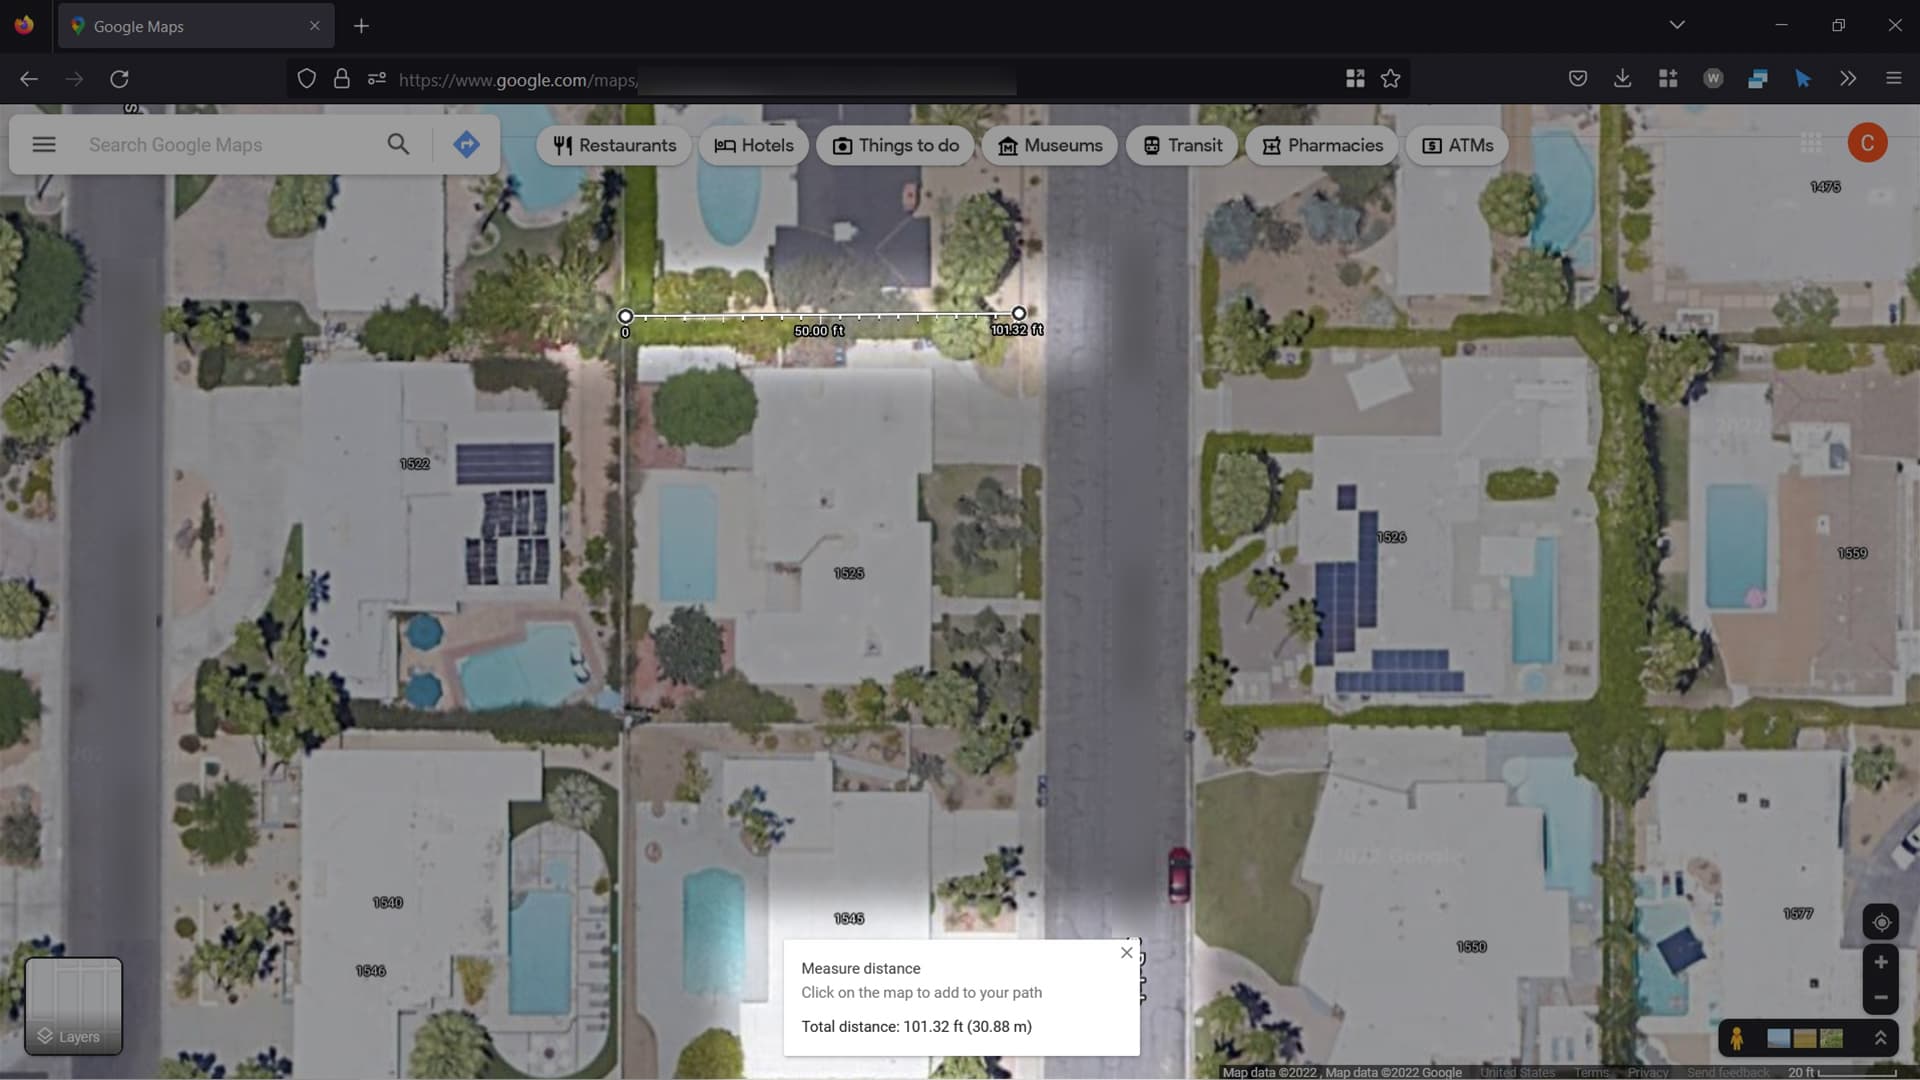 Google Maps
https://www.google.com/maps/
Search Google Maps
Restaurants
Hotels
Things to do
Museums
Transit
Pharmacies
ATMs
C
W
1475
0
50.00 ft
101.32 ft
1522
1525
1526
1559
1540
1545
1546
1550
1577
Measure distance
Click on the map to add to your path
Total distance: 101.32 ft (30.88 m)
Layers
Map data ©2022 , Map data ©2022 Google United States Terms Privacy Send feedback 20 ft